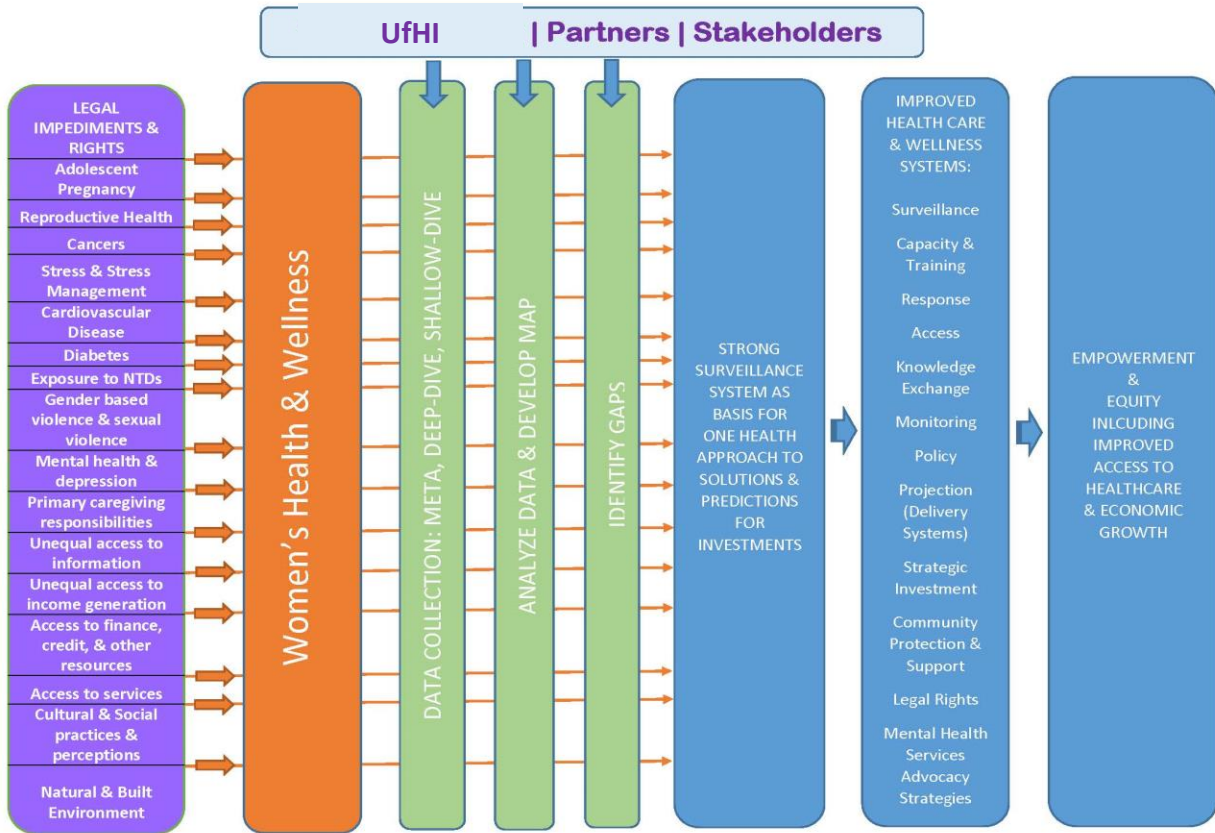 UfHI | Partners | Stakeholders
LEGAL
IMPEDIMENTS &
RIGHTS
Adolescent
Pregnancy
Reproductive Health
Cancers
Stress & Stress
Management
Cardiovascular
Disease
Diabetes
Exposure to NTDs
Gender based
violence & sexual
violence
Mental health &
depression
Primary caregiving
responsibilities
Unequal access to
information
Unequal access to
income generation
Access to finance,
credit, & other
resources
Access to services
Cultural & Social
practices &
perceptions
Natural & Built
Environment
Women's Health & Wellness
DATA COLLECTION: META, DEEP-DIVE, SHALLOW-DIVE
ANALYZE DATA & DEVELOP MAP
IDENTIFY GAPS
STRONG
SURVEILLANCE
SYSTEM AS
BASIS FOR
ONE HEALTH
APPROACH TO
SOLUTIONS &
PREDICTIONS
FOR
INVESTMENTS
IMPROVED
HEALTH CARE
& WELLNESS
SYSTEMS:
Surveillance
Capacity &
Training
Response
Access
Knowledge
Exchange
Monitoring
Policy
Projection
(Delivery
Systems)
Strategic
Investment
Community
Protection &
Support
Legal Rights
Mental Health
Services
Advocacy
Strategies
EMPOWERMENT
&
EQUITY
INLCUDING
IMPROVED
ACCESS TO
HEALTHCARE
& ECONOMIC
GROWTH